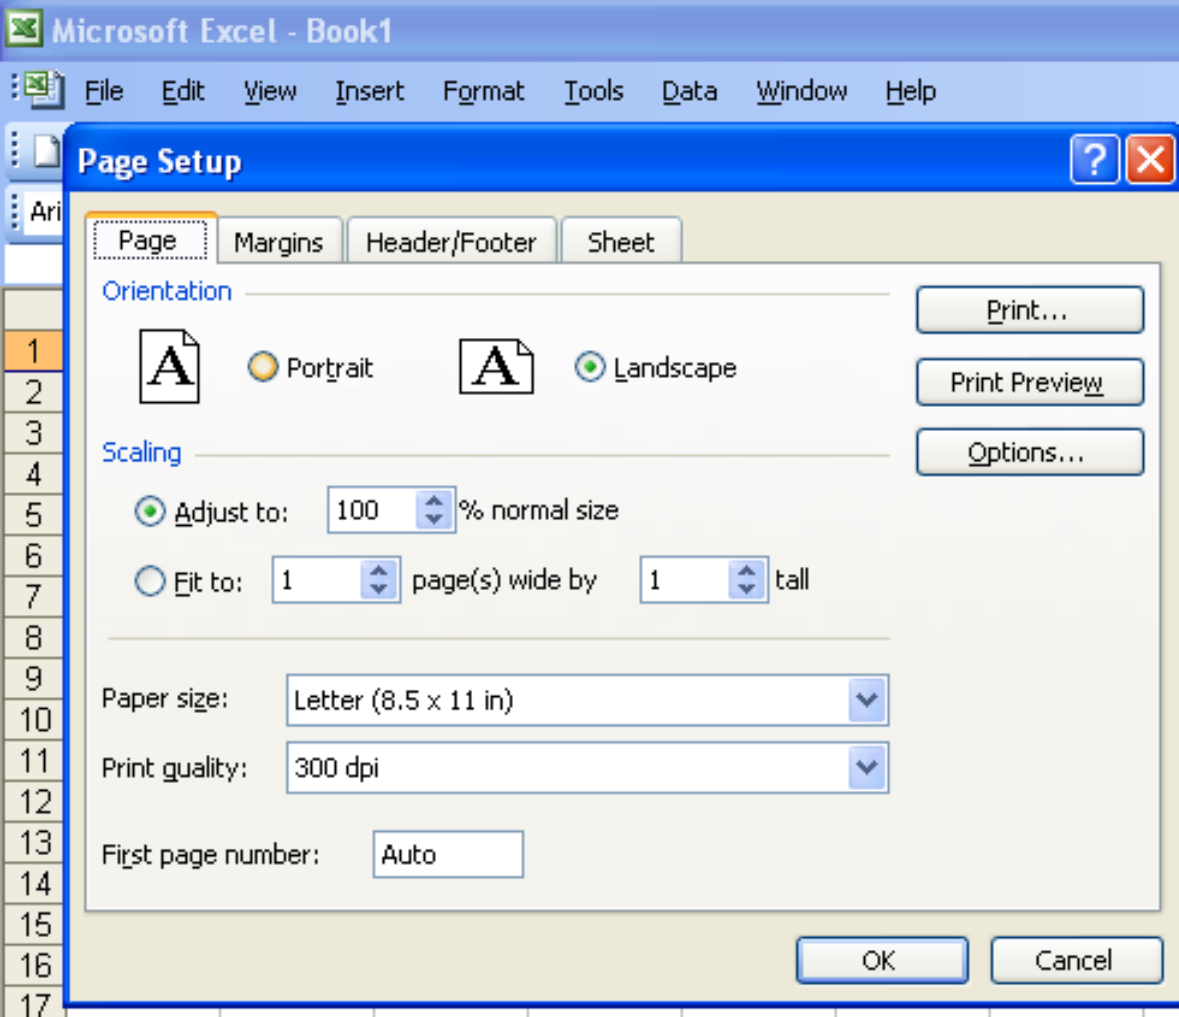 Microsoft Excel - Book1
File Edit View Insert Format Tools Data Window Help
Page Setup
Ari
Page Margins Header/Footer Sheet
Orientation
Print...
1
A Portrait A Landscape
2
Print Preview
3
Scaling
Options...
4
5
Adjust to: 100 % normal size
6
Fit to: 1 page(s) wide by 1 tall
7
8
9
Paper size: Letter (8.5 x 11 in)
10
11
Print quality: 300 dpi
12
13
First page number: Auto
14
15
16
OK Cancel
17